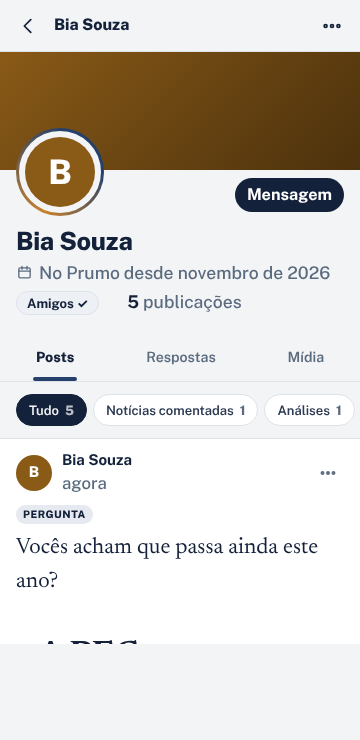 Bia Souza
B
Mensagem
Bia Souza
No Prumo desde novembro de 2026
Amigos ✓ 5 publicações
Posts Respostas Mídia
Tudo 5 Notícias comentadas 1 Análises 1
B Bia Souza
agora
PERGUNTA
Vocês acham que passa ainda este
ano?
A PEC